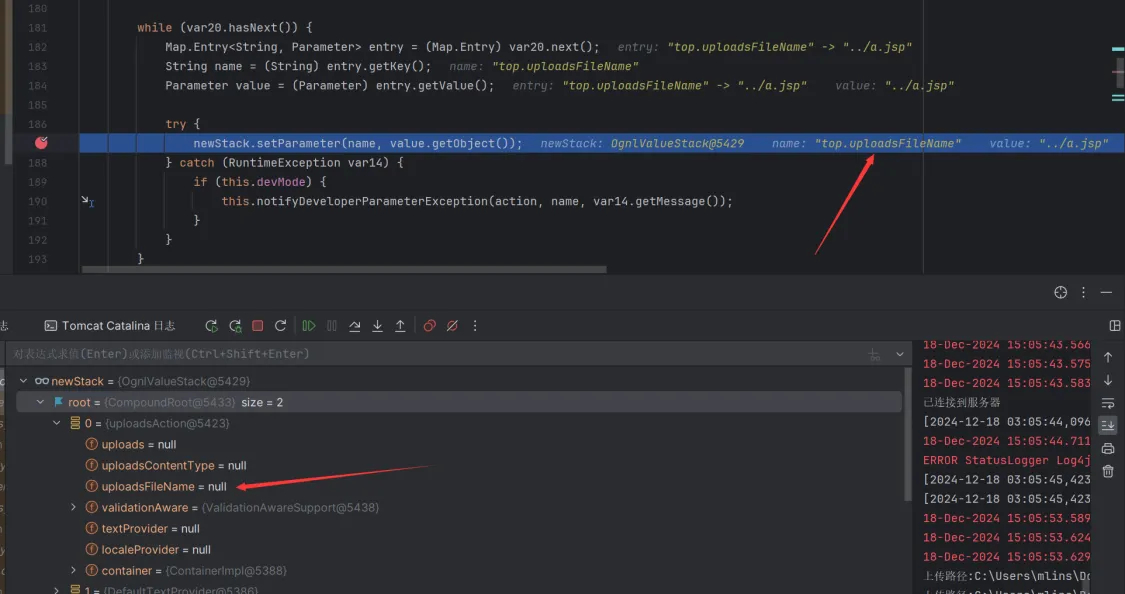 180
181 while (var20.hasNext()) {
182 Map.Entry<String, Parameter> entry = (Map.Entry) var20.next(); entry: "top.uploadsFileName" -> "../a.jsp"
183 String name = (String) entry.getKey(); name: "top.uploadsFileName"
184 Parameter value = (Parameter) entry.getValue(); entry: "top.uploadsFileName" -> "../a.jsp" value: "../a.jsp"
185
186 try {
newStack.setParameter(name, value.getObject()); newStack: OgnlValueStack@5429 name: "top.uploadsFileName" value: "../a.jsp"
188 } catch (RuntimeException var14) {
189 if (this.devMode) {
190 this.notifyDeveloperParameterException(action, name, var14.getMessage());
191 }
192 }
193 }
志 Tomcat Catalina 日志
对表达式求值(Enter)或添加监视(Ctrl+Shift+Enter)
newStack = {OgnlValueStack@5429}
root = {CompoundRoot@5433} size = 2
0 = {uploadsAction@5423}
uploads = null
uploadsContentType = null
uploadsFileName = null
validationAware = {ValidationAwareSupport@5438}
textProvider = null
localeProvider = null
container = {ContainerImpl@5388}
1 = {DefaultTextProvider@5386}
18-Dec-2024 15:05:43.566
18-Dec-2024 15:05:43.575
18-Dec-2024 15:05:43.583
已连接到服务器
[2024-12-18 03:05:44,096
18-Dec-2024 15:05:44.711
ERROR StatusLogger Log4j
[2024-12-18 03:05:45,423
[2024-12-18 03:05:45,423
18-Dec-2024 15:05:53.589
18-Dec-2024 15:05:53.624
18-Dec-2024 15:05:53.629
上传路径:C:\Users\mlins\Do
上传路径:C:\Users\mlins\Do